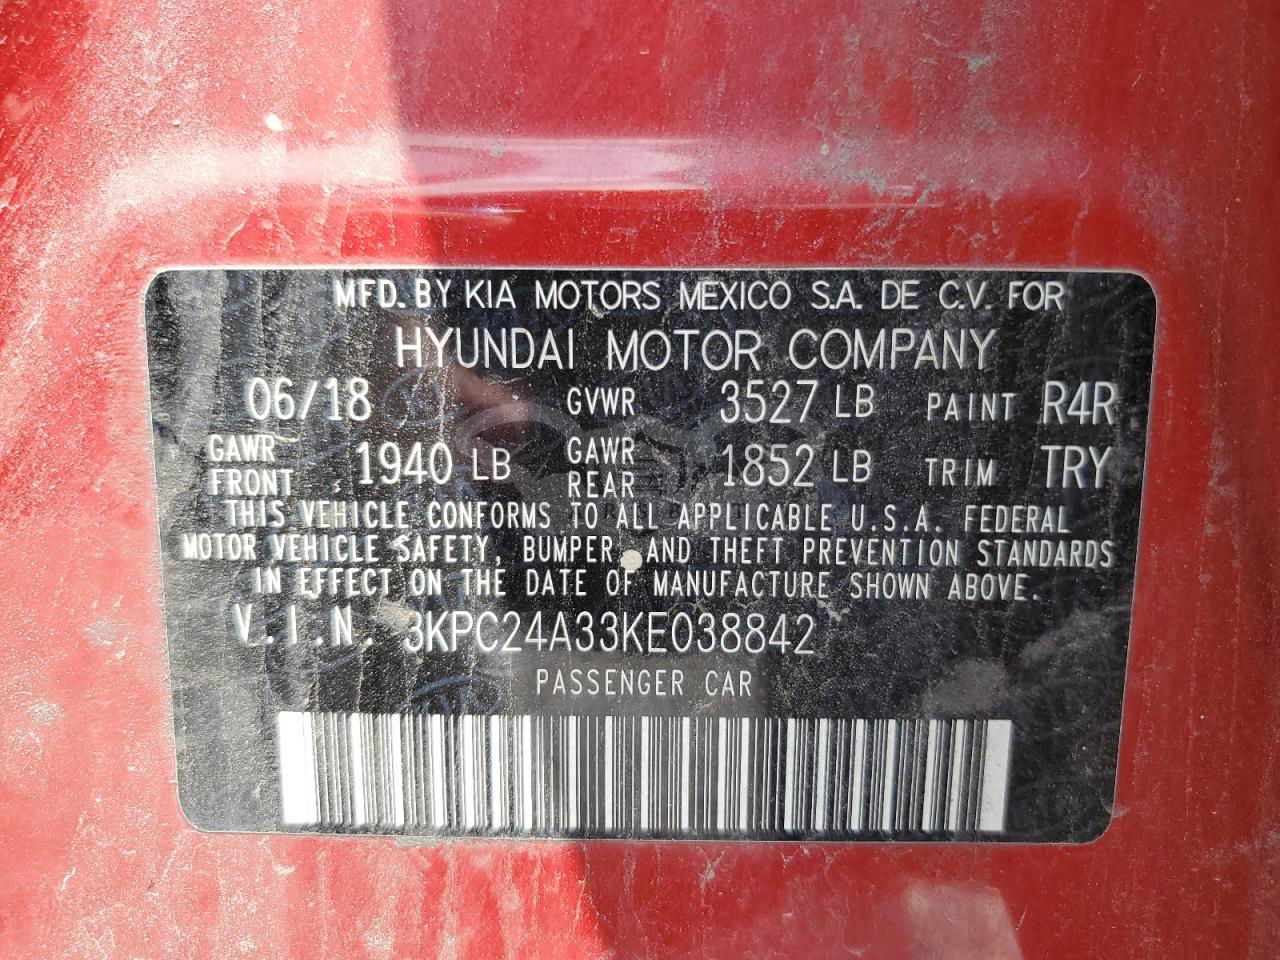 MFD. BY KIA MOTORS MEXICO S.A. DE C.V. FOR
HYUNDAI MOTOR COMPANY
06/18 GVWR 3527 LB PAINT R4R
GAWR FRONT 1940 LB GAWR REAR 1852 LB TRIM TRY
THIS VEHICLE CONFORMS TO ALL APPLICABLE U.S.A. FEDERAL
MOTOR VEHICLE SAFETY, BUMPER, AND THEFT PREVENTION STANDARDS
IN EFFECT ON THE DATE OF MANUFACTURE SHOWN ABOVE.
V.I.N. 3KPC24A33KE038842
PASSENGER CAR